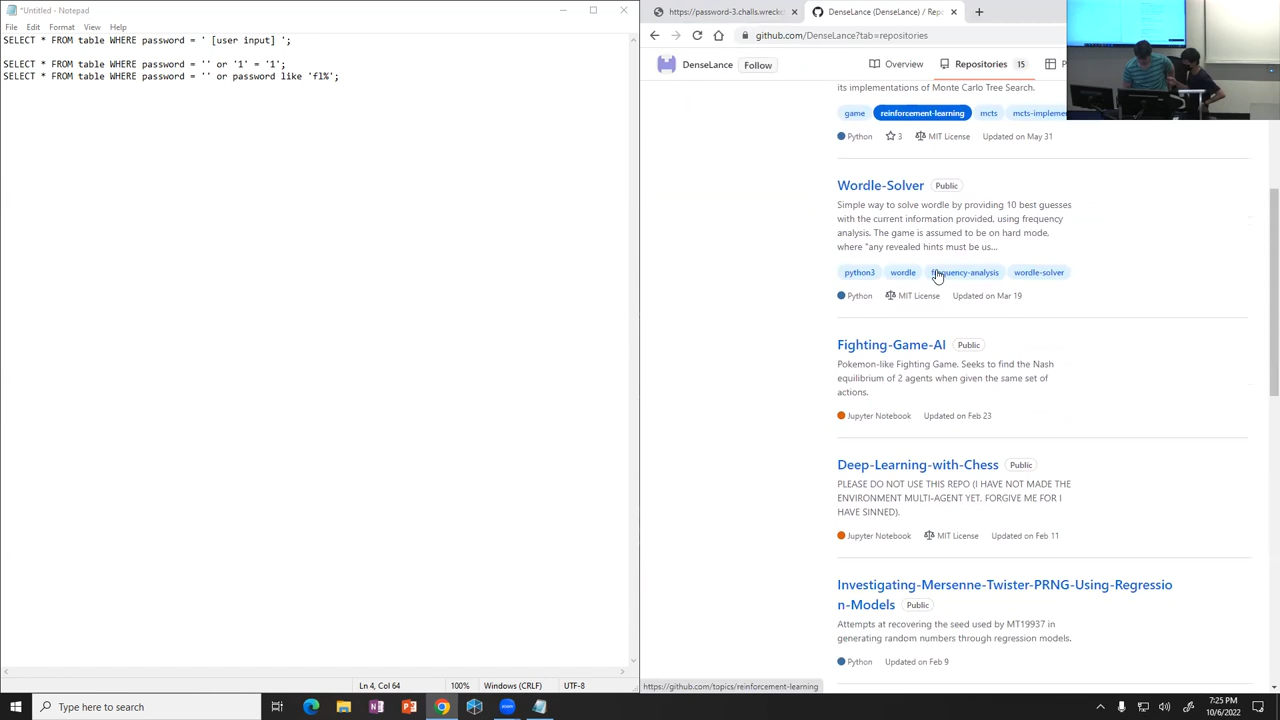 *Untitled - Notepad
File Edit Format View Help
SELECT * FROM table WHERE password = ' [user input] ';
SELECT * FROM table WHERE password = '' or '1' = '1';
SELECT * FROM table WHERE password = '' or password like 'fl%';
Ln 4, Col 64 100% Windows (CRLF) UTF-8
https://password-3.challs.wreckc
DenseLance (DenseLance) / Repo
github.com/DenseLance?tab=repositories
DenseLance Follow
Overview Repositories 15
its implementations of Monte Carlo Tree Search.
game reinforcement-learning mcts mcts-impleme
Python 3 MIT License Updated on May 31
Wordle-Solver Public
Simple way to solve wordle by providing 10 best guesses
with the current information provided, using frequency
analysis. The game is assumed to be on hard mode,
where "any revealed hints must be us...
python3 wordle frequency-analysis wordle-solver
Python MIT License Updated on Mar 19
Fighting-Game-AI Public
Pokemon-like Fighting Game. Seeks to find the Nash
equilibrium of 2 agents when given the same set of
actions.
Jupyter Notebook Updated on Feb 23
Deep-Learning-with-Chess Public
PLEASE DO NOT USE THIS REPO (I HAVE NOT MADE THE
ENVIRONMENT MULTI-AGENT YET. FORGIVE ME FOR I
HAVE SINNED).
Jupyter Notebook MIT License Updated on Feb 11
Investigating-Mersenne-Twister-PRNG-Using-Regressio
n-Models Public
Attempts at recovering the seed used by MT19937 in
generating random numbers through regression models.
Python Updated on Feb 9
https://github.com/topics/reinforcement-learning
Type here to search
7:25 PM
10/6/2022